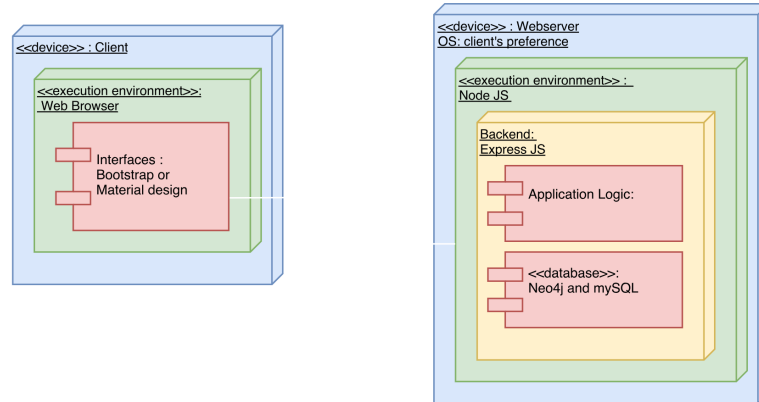 <<device>> : Client
<<execution environment>>:
Web Browser
Interfaces :
Bootstrap or
Material design
<<device>> : Webserver
OS: client's preference
<<execution environment>> :
Node JS
Backend:
Express JS
Application Logic:
<<database>>:
Neo4j and mySQL